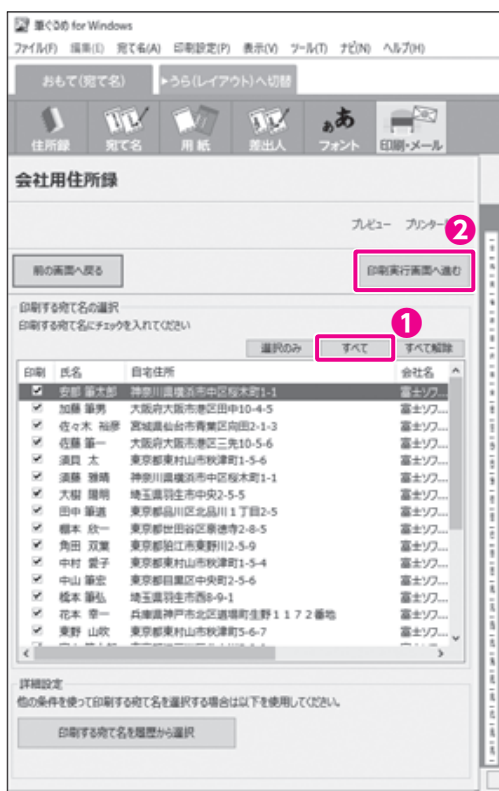 筆ぐるめ for Windows
ファイル(F) 編集(E) 宛て名(A) 印刷設定(P) 表示(V) ツール(T) ナビ(N) ヘルプ(H)
おもて(宛て名) ▸うら(レイアウト)へ切替
住所録 宛て名 用紙 差出人 フォント 印刷・メール
会社用住所録
プレビュー プリンター
2
前の画面へ戻る 印刷実行画面へ進む
印刷する宛て名の選択
印刷する宛て名にチェックを入れてください
1
選択のみ すべて すべて解除
印刷 氏名 自宅住所 会社名
安部 筆太郎 神奈川県横浜市中区桜木町1-1 富士ソフ...
加藤 筆男 大阪府大阪市港区田中10-4-5 富士ソフ...
佐々木 裕彦 宮城県仙台市青葉区向田2-1-3 富士ソフ...
佐藤 筆一 大阪府大阪市港区三先10-5-6 富士ソフ...
須貝 太 東京都東村山市秋津町1-5-6 富士ソフ...
須藤 雅晴 神奈川県横浜市中区桜木町1-1 富士ソフ...
大樹 陽明 埼玉県羽生市中央2-5-5 富士ソフ...
田中 筆道 東京都品川区北品川1丁目2-5 富士ソフ...
棚本 欣一 東京都世田谷区豪徳寺2-8-5 富士ソフ...
角田 双葉 東京都狛江市東野川2-5-9 富士ソフ...
中村 愛子 東京都東村山市秋津町1-5-4 富士ソフ...
中山 筆宏 東京都目黒区中央町2-5-6 富士ソフ...
橋本 筆弘 埼玉県羽生市西8-9-1 富士ソフ...
花本 幸一 兵庫県神戸市北区道場町生野1172番地 富士ソフ...
東野 山吹 東京都東村山市秋津町5-6-7 富士ソフ...
詳細設定
他の条件を使って印刷する宛て名を選択する場合は以下を使用してください。
印刷する宛て名を履歴から選択